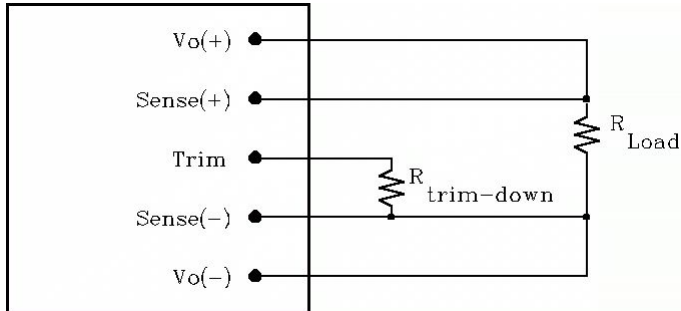 Vo(+)
Sense(+)
R
Load
Trim
R
trim-down
Sense(-)
Vo(-)